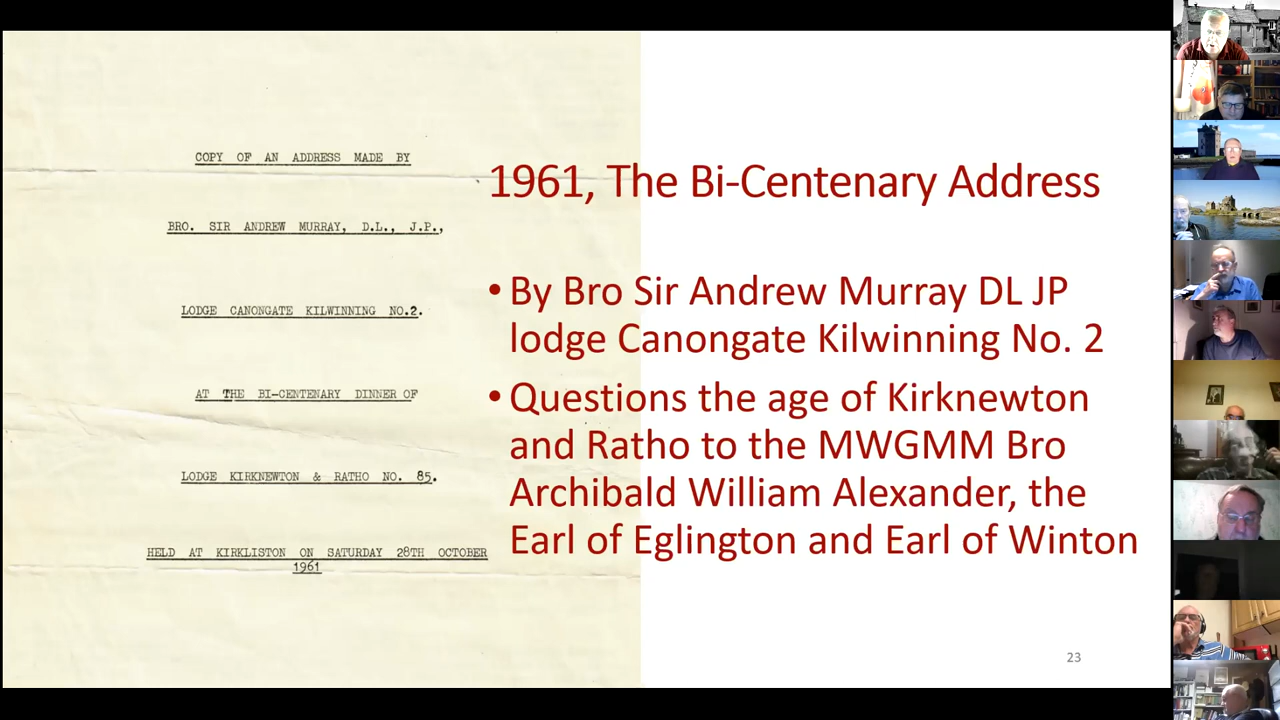 COPY OF AN ADDRESS MADE BY
BRO. SIR ANDREW MURRAY, D.L., J.P.,
LODGE CANONGATE KILWINNING NO.2.
AT THE BI-CENTENARY DINNER OF
LODGE KIRKNEWTON & RATHO NO. 85.
HELD AT KIRKLISTON ON SATURDAY 28TH OCTOBER
1961
1961, The Bi-Centenary Address
• By Bro Sir Andrew Murray DL JP
lodge Canongate Kilwinning No. 2
• Questions the age of Kirknewton
and Ratho to the MWGMM Bro
Archibald William Alexander, the
Earl of Eglington and Earl of Winton
23